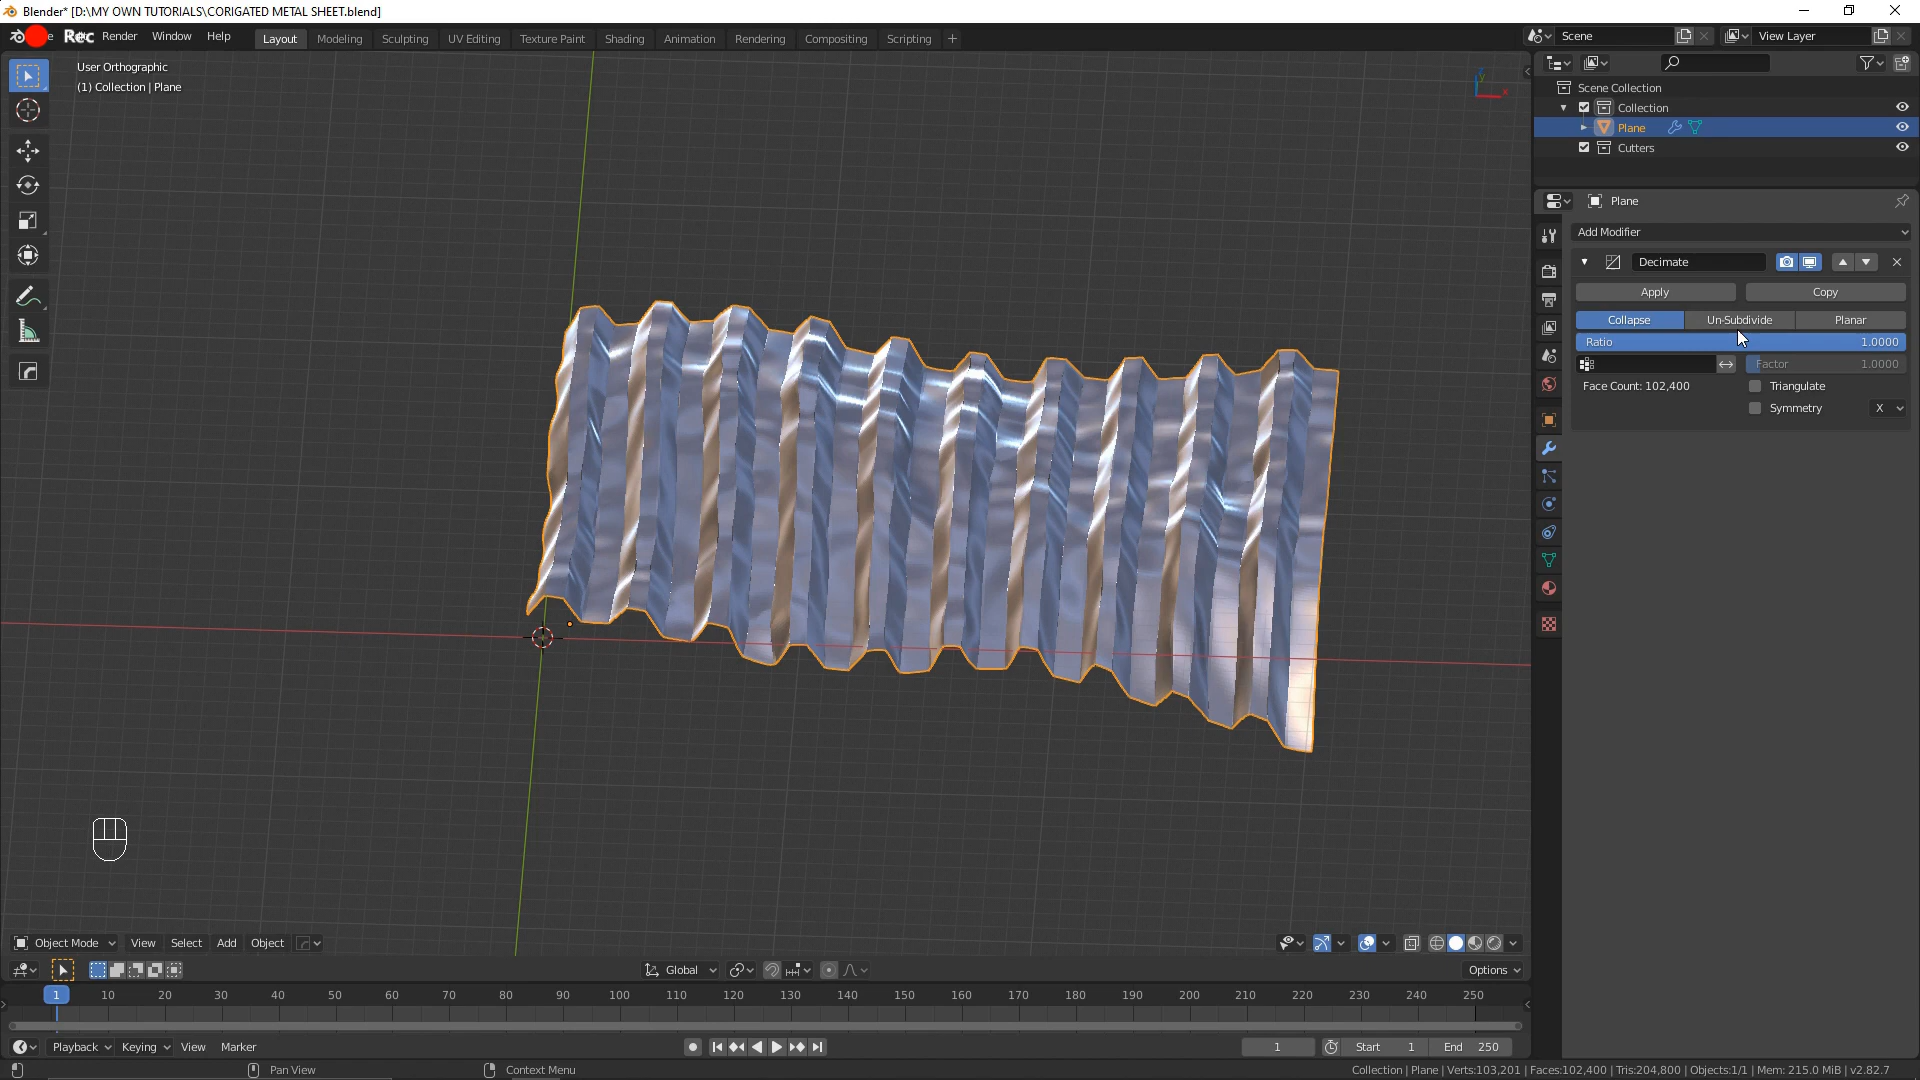 Blender* [D:\MY OWN TUTORIALS\CORIGATED METAL SHEET.blend]
Rec Render Window Help Layout Modeling Sculpting UV Editing Texture Paint Shading Animation Rendering Compositing Scripting + Scene View Layer
User Orthographic
(1) Collection | Plane
Y
X
Scene Collection
Collection
Plane
Cutters
Plane
Add Modifier
Decimate
Apply Copy
Collapse Un-Subdivide Planar
Ratio 1.0000
Factor 1.0000
Face Count: 102,400 Triangulate
Symmetry X
Object Mode View Select Add Object
Global Options
1 10 20 30 40 50 60 70 80 90 100 110 120 130 140 150 160 170 180 190 200 210 220 230 240 250
Playback Keying View Marker 1 Start 1 End 250
Pan View Context Menu Collection | Plane | Verts:103,201 | Faces:102,400 | Tris:204,800 | Objects:1/1 | Mem: 215.0 MiB | v2.82.7